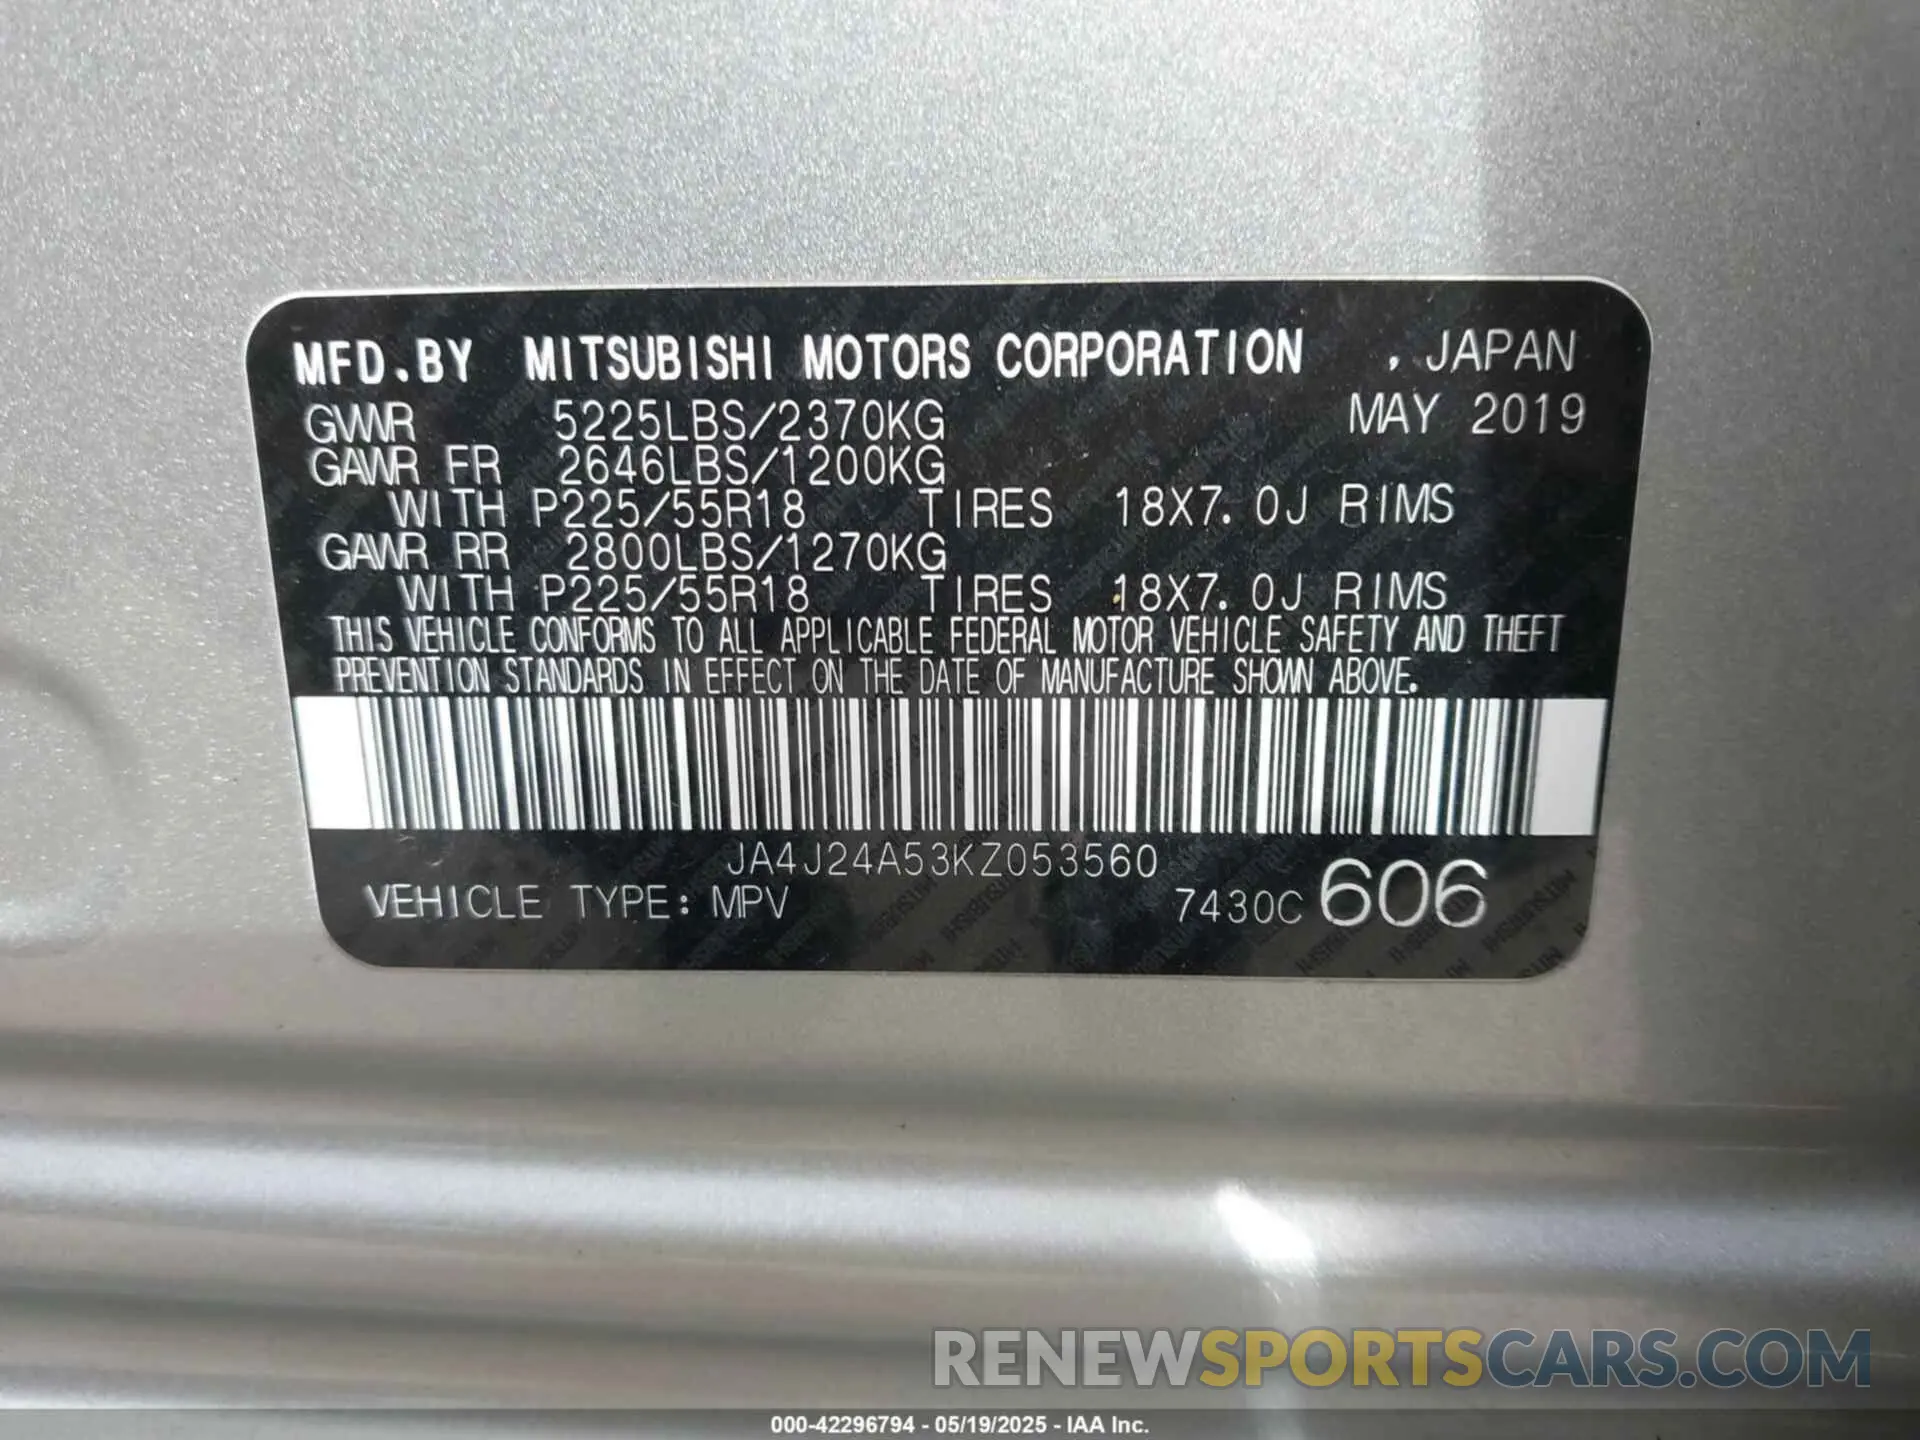 MFD.BY MITSUBISHI MOTORS CORPORATION , JAPAN
GVWR 5225LBS/2370KG MAY 2019
GAWR FR 2646LBS/1200KG
WITH P225/55R18 TIRES 18X7.0J RIMS
GAWR RR 2800LBS/1270KG
WITH P225/55R18 TIRES 18X7.0J RIMS
THIS VEHICLE CONFORMS TO ALL APPLICABLE FEDERAL MOTOR VEHICLE SAFETY AND THEFT
PREVENTION STANDARDS IN EFFECT ON THE DATE OF MANUFACTURE SHOWN ABOVE.
JA4J24A53KZ053560
VEHICLE TYPE: MPV 7430C 606
RENEWSPORTSCARS.COM
000-42296794 - 05/19/2025 - IAA Inc.